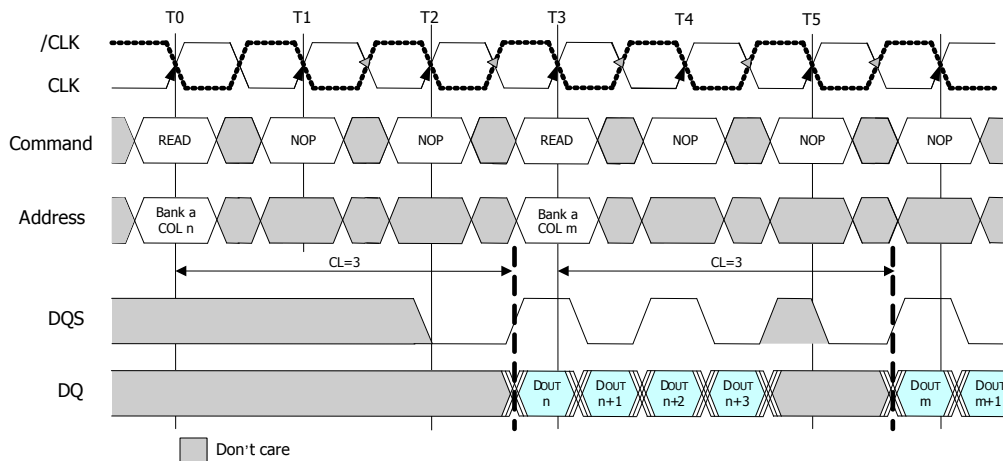 T0 T1 T2 T3 T4 T5
/CLK
CLK
Command READ NOP NOP READ NOP NOP NOP
Address Bank a COL n Bank a COL m
CL=3 CL=3
DQS
DQ DOUT n DOUT n+1 DOUT n+2 DOUT n+3 DOUT m DOUT m+1
Don't care